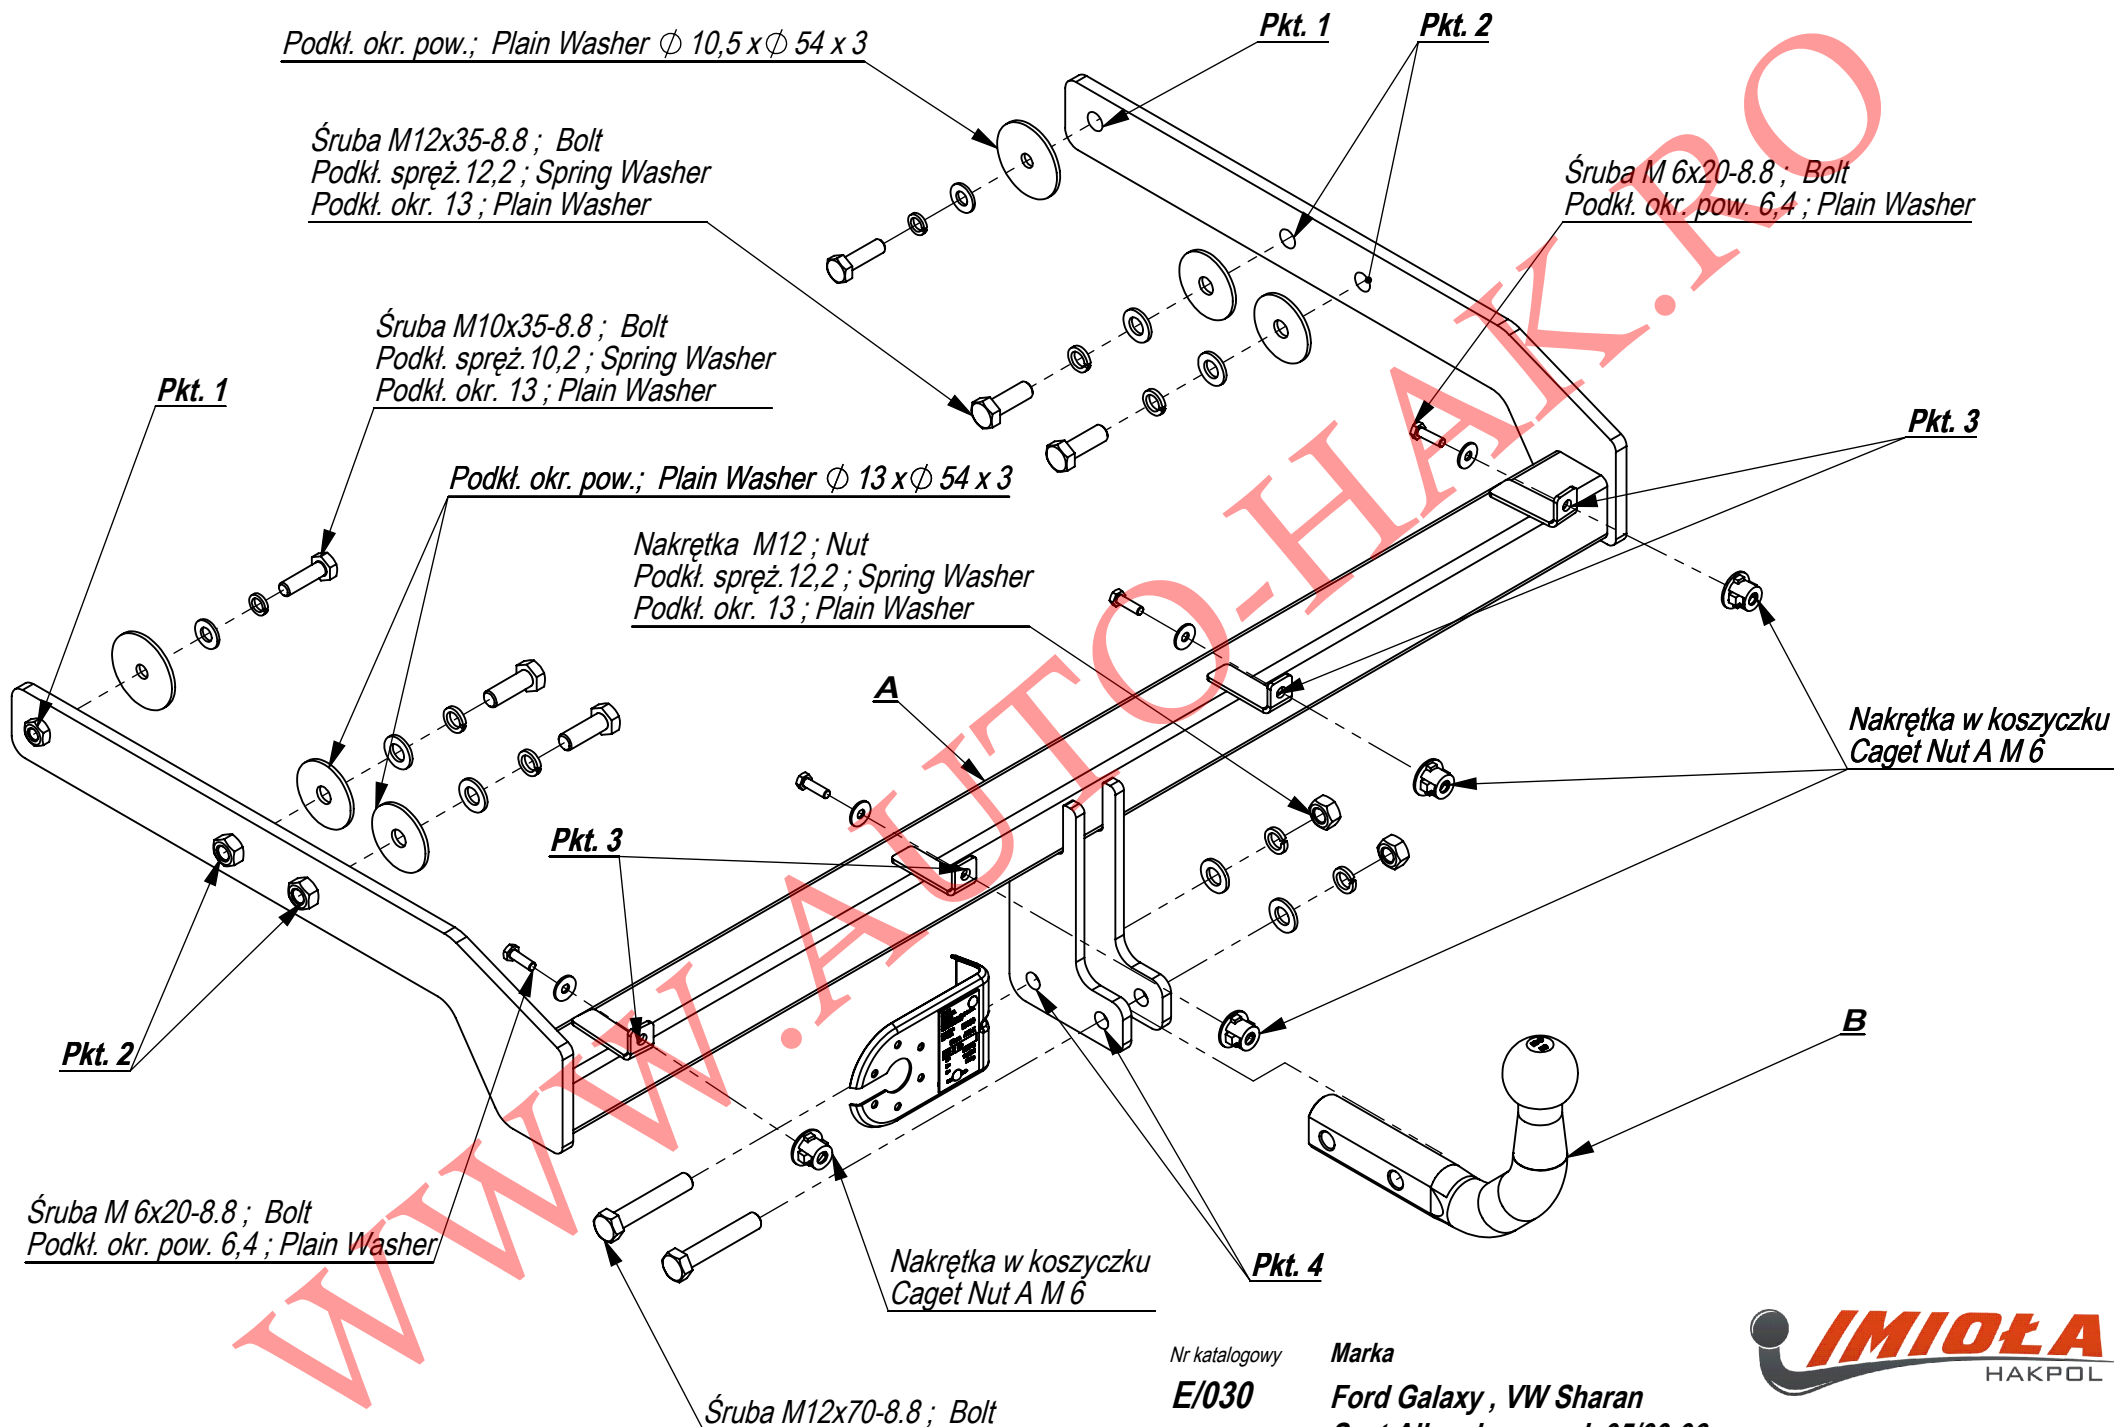 Podkł. okr. pow.; Plain Washer ∅ 10,5 x ∅ 54 x 3
Pkt. 1
Pkt. 2
Śruba M12x35-8.8 ; Bolt
Podkł. spręż.12,2 ; Spring Washer
Podkł. okr. 13 ; Plain Washer
Śruba M 6x20-8.8 ; Bolt
Podkł. okr. pow. 6,4 ; Plain Washer
Śruba M10x35-8.8 ; Bolt
Podkł. spręż.10,2 ; Spring Washer
Podkł. okr. 13 ; Plain Washer
Pkt. 1
Pkt. 3
Podkł. okr. pow.; Plain Washer ∅ 13 x ∅ 54 x 3
Nakrętka M12 ; Nut
Podkł. spręż.12,2 ; Spring Washer
Podkł. okr. 13 ; Plain Washer
A
Nakrętka w koszyczku
Caget Nut A M 6
Pkt. 3
Pkt. 2
B
Śruba M 6x20-8.8 ; Bolt
Podkł. okr. pow. 6,4 ; Plain Washer
Nakrętka w koszyczku
Caget Nut A M 6
Pkt. 4
Śruba M12x70-8.8 ; Bolt
Nr katalogowy
Marka
E/030
Ford Galaxy , VW Sharan
IMIOŁA
HAKPOL
WWW.AUTO-HAK.RO